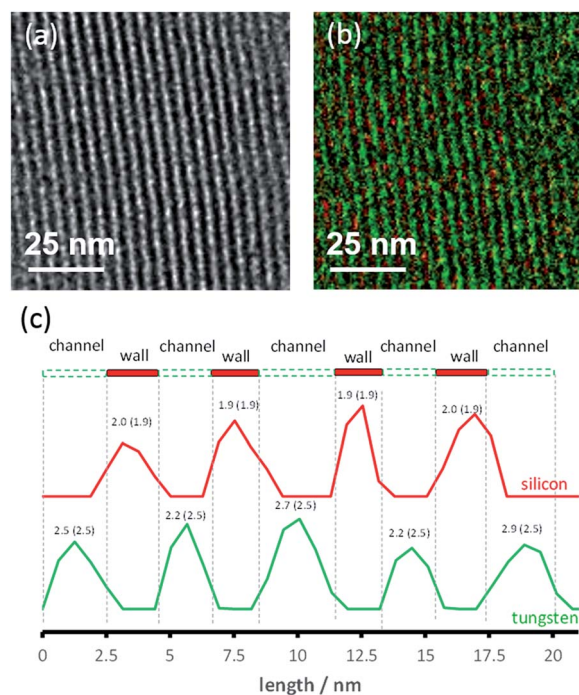 (a)
25 nm
(b)
25 nm
(c)
channel wall channel wall channel wall channel wall channel
2.0 (1.9) 1.9 (1.9) 1.9 (1.9) 2.0 (1.9)
silicon
2.5 (2.5) 2.2 (2.5) 2.7 (2.5) 2.2 (2.5) 2.9 (2.5)
tungsten
0 2.5 5 7.5 10 12.5 15 17.5 20
length / nm